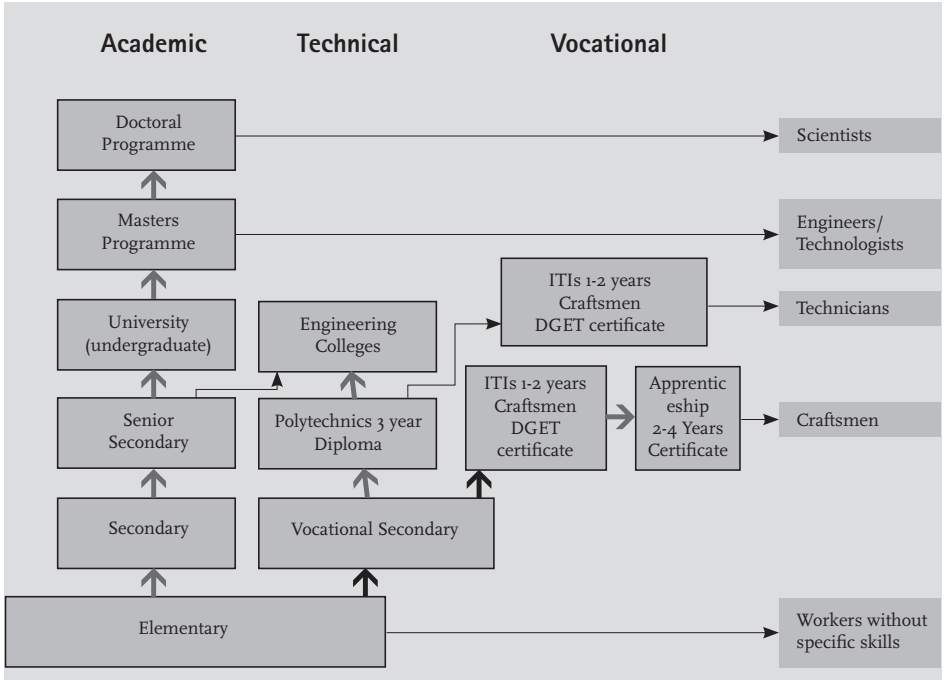 Academic
Technical
Vocational
Doctoral
Programme
Scientists
Masters
Programme
Engineers/
Technologists
University
(undergraduate)
Engineering
Colleges
ITIs 1-2 years
Craftsmen
DGET certificate
Technicians
Senior
Secondary
Polytechnics 3 year
Diploma
ITIs 1-2 years
Craftsmen
DGET
certificate
Apprentic
eship
2-4 Years
Certificate
Craftsmen
Secondary
Vocational Secondary
Elementary
Workers without
specific skills